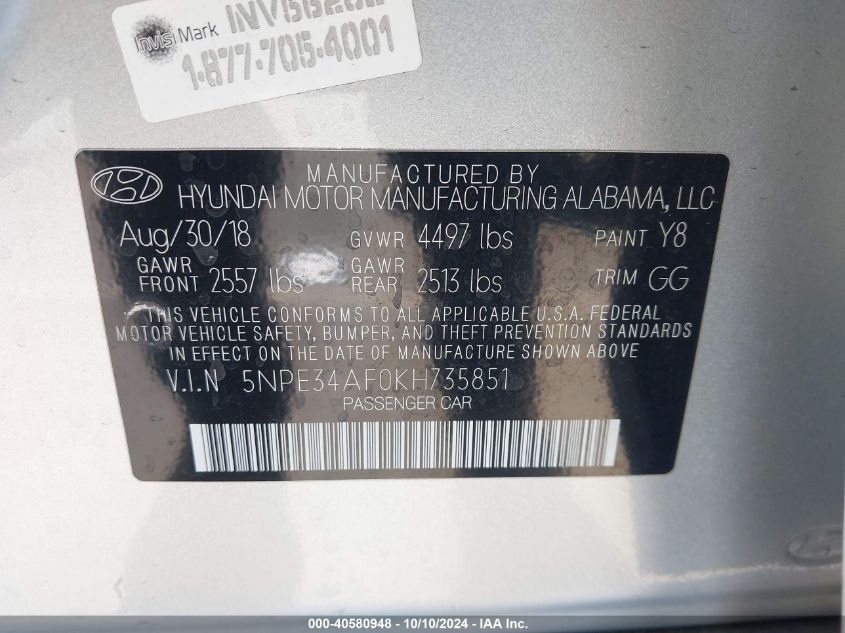 Invisi Mark
1-877-705-4001
MANUFACTURED BY
HYUNDAI MOTOR MANUFACTURING ALABAMA, LLC
Aug/30/18 GVWR 4497 lbs PAINT Y8
GAWR FRONT 2557 lbs GAWR REAR 2513 lbs TRIM GG
THIS VEHICLE CONFORMS TO ALL APPLICABLE U.S.A. FEDERAL
MOTOR VEHICLE SAFETY, BUMPER, AND THEFT PREVENTION STANDARDS
IN EFFECT ON THE DATE OF MANUFACTURE SHOWN ABOVE
V.I.N 5NPE34AF0KH735851
PASSENGER CAR
000-40580948 - 10/10/2024 - IAA Inc.